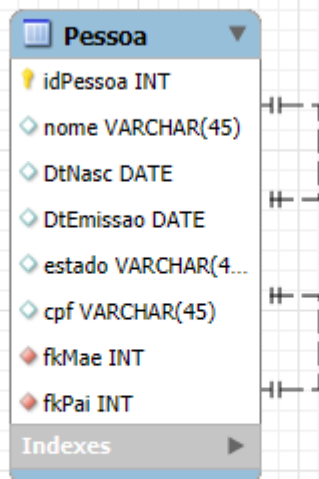 Pessoa
idPessoa INT
nome VARCHAR(45)
DtNasc DATE
DtEmissao DATE
estado VARCHAR(4...
cpf VARCHAR(45)
fkMae INT
fkPai INT
Indexes